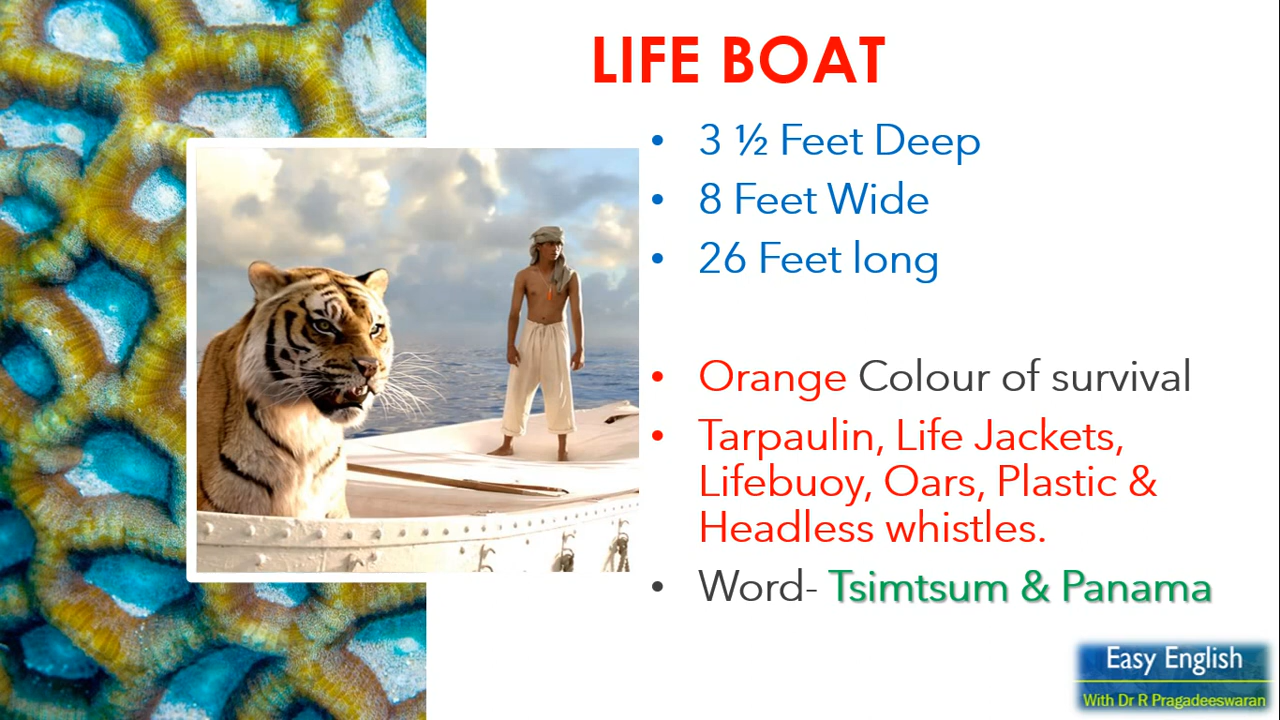 LIFE BOAT
• 3 ½ Feet Deep
• 8 Feet Wide
• 26 Feet long
• Orange Colour of survival
• Tarpaulin, Life Jackets,
Lifebuoy, Oars, Plastic &
Headless whistles.
• Word- Tsimtsum & Panama
Easy English
With Dr R Pragadeeswaran